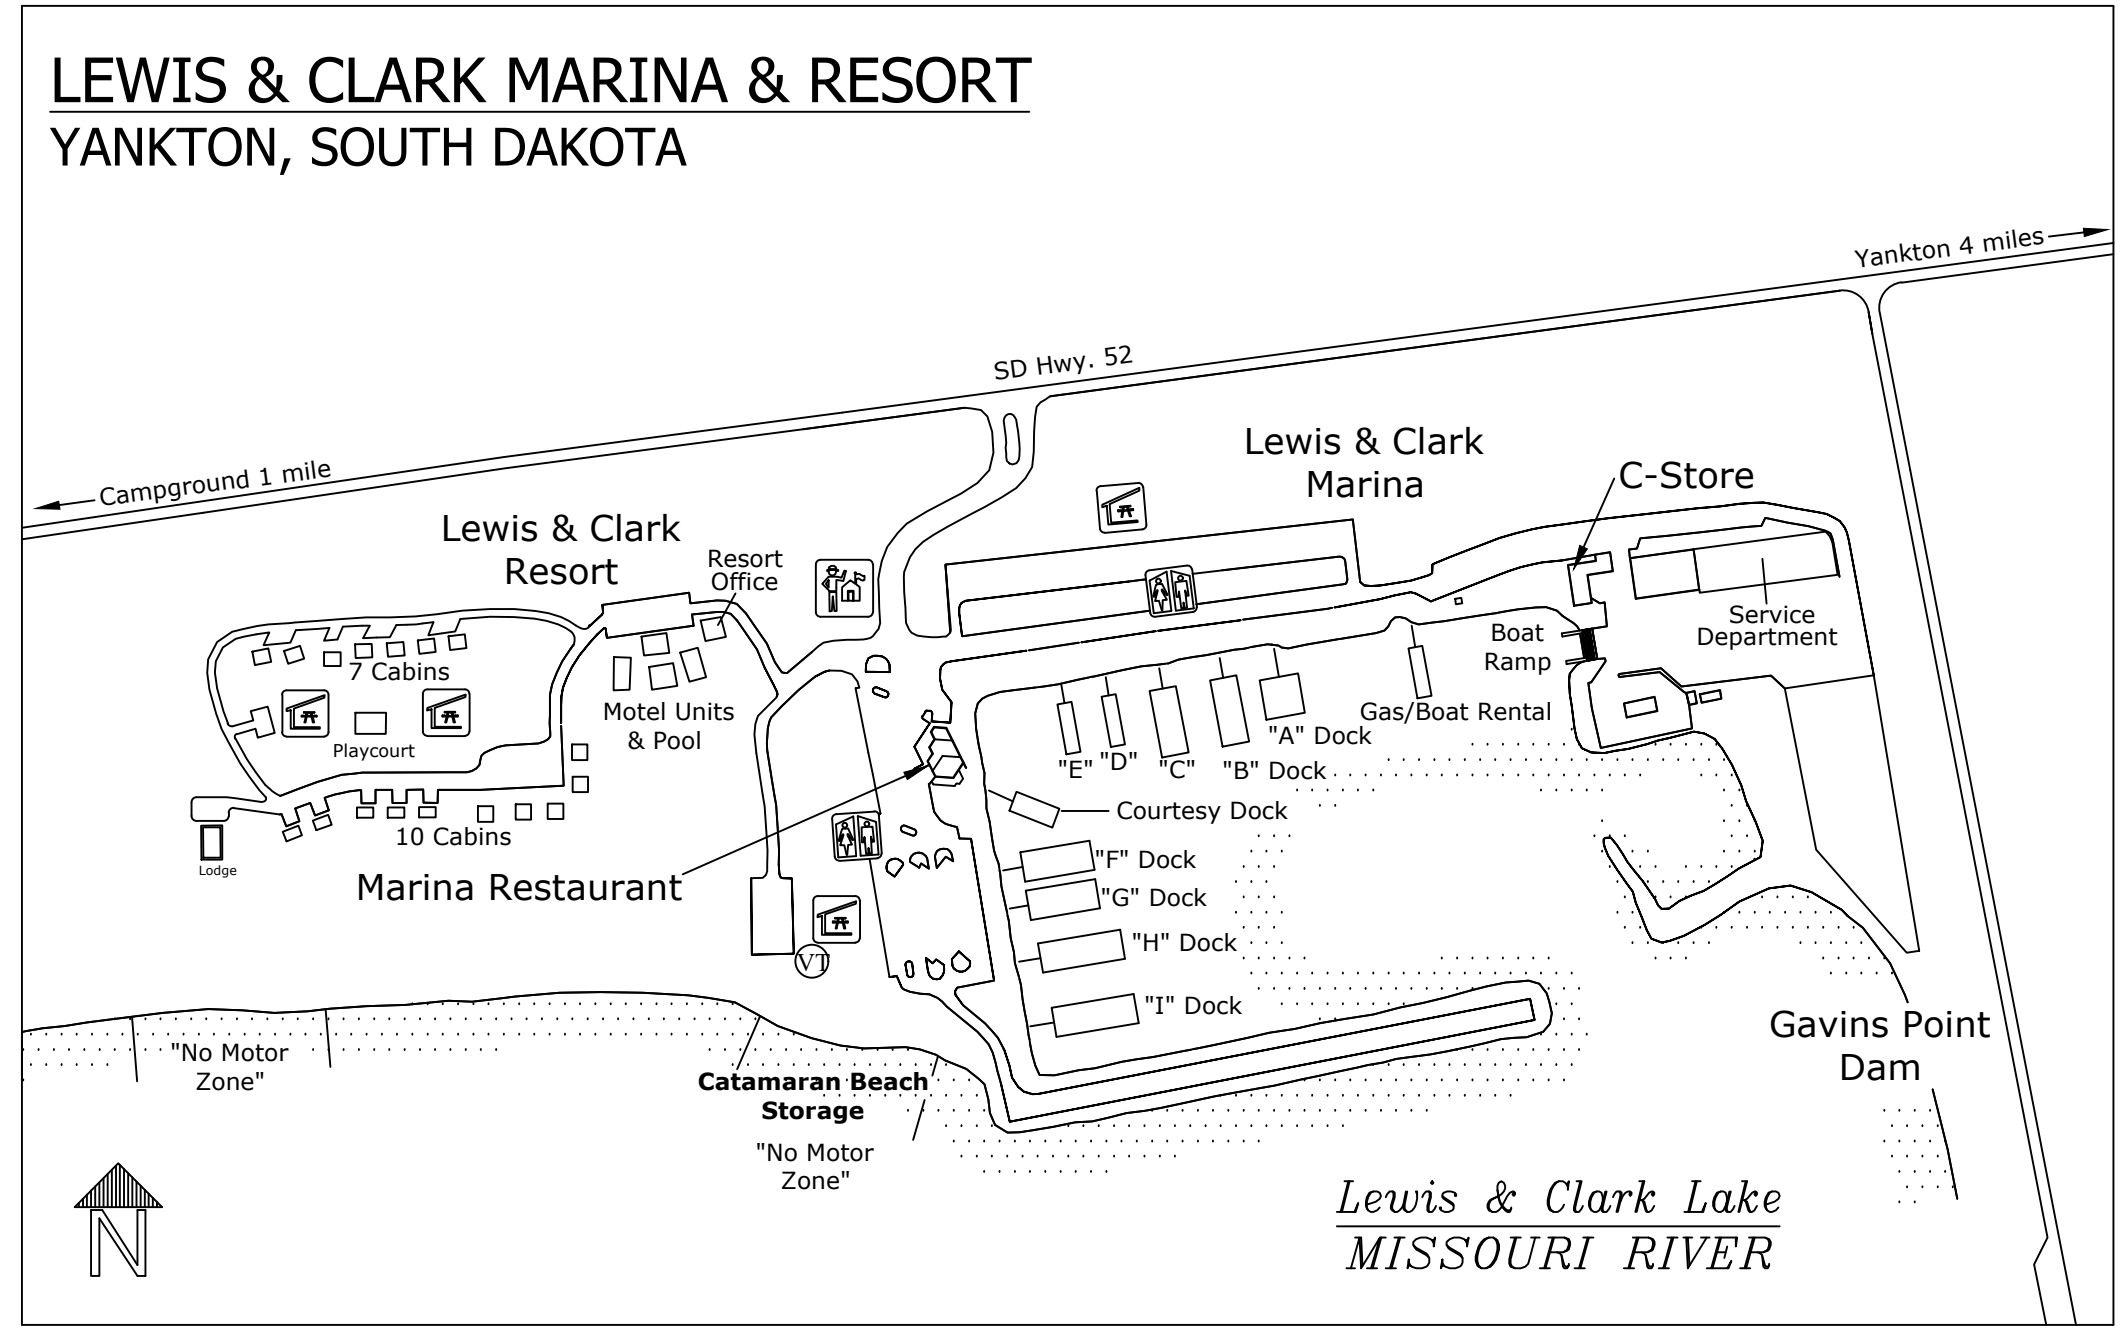 LEWIS & CLARK MARINA & RESORT
YANKTON, SOUTH DAKOTA
Yankton 4 miles
SD Hwy. 52
Campground 1 mile
Lewis & Clark
Marina
C-Store
Lewis & Clark
Resort
Resort
Office
Service
Department
Boat
Ramp
7 Cabins
Motel Units
& Pool
Playcourt
Gas/Boat Rental
"A" Dock
"B" Dock
"C"
"D"
"E"
Courtesy Dock
10 Cabins
Lodge
Marina Restaurant
"F" Dock
"G" Dock
"H" Dock
"I" Dock
VT
Gavins Point
Dam
"No Motor
Zone"
Catamaran Beach
Storage
"No Motor
Zone"
N
Lewis & Clark Lake
MISSOURI RIVER